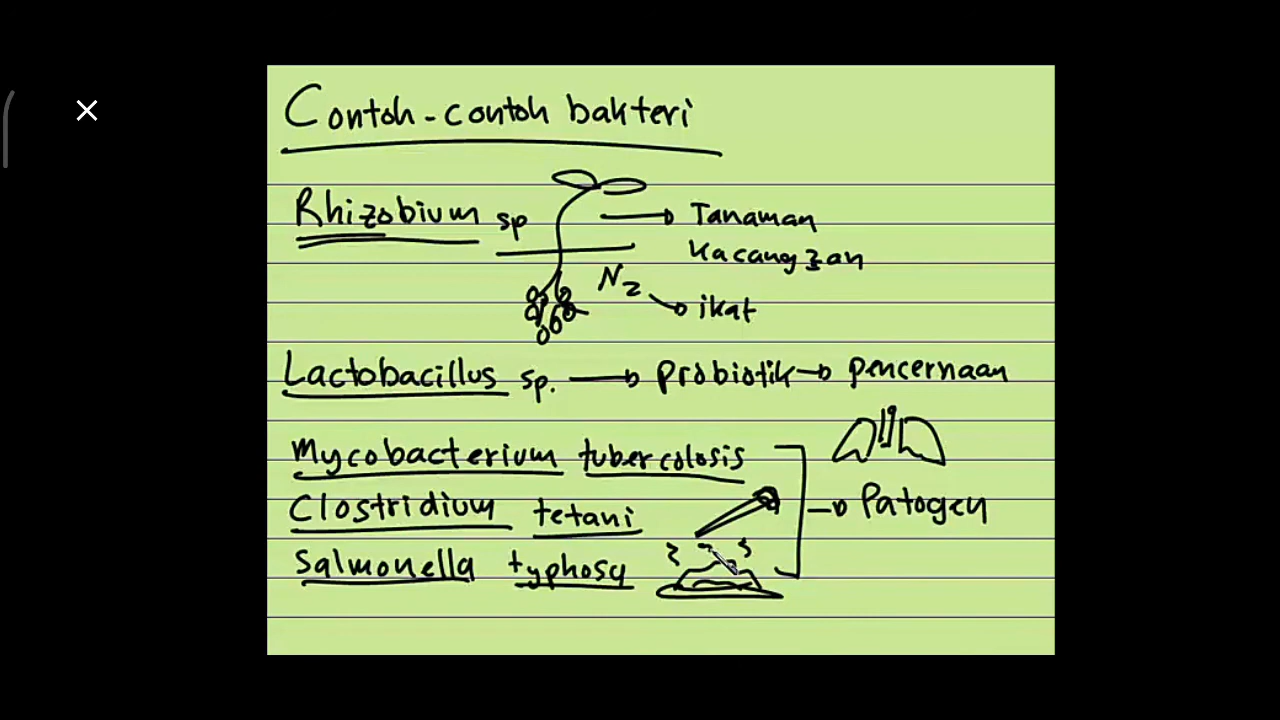 Contoh-contoh bakteri
Rhizobium sp → Tanaman
kacang2an
N2 → ikat
Lactobacillus sp. → probiotik → pencernaan
Mycobacterium tubercolosis
Clostridium tetani → Patogen
Salmonella typhosa